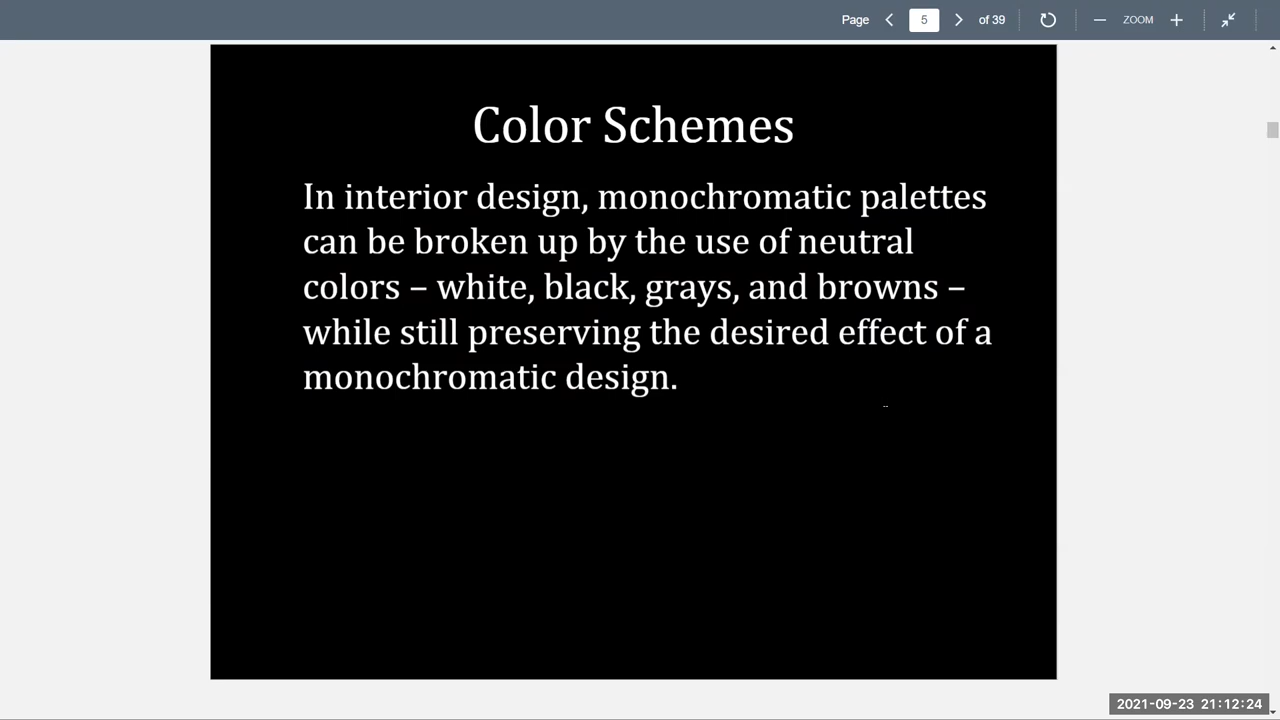 Page 5 of 39 ZOOM
Color Schemes
In interior design, monochromatic palettes
can be broken up by the use of neutral
colors – white, black, grays, and browns –
while still preserving the desired effect of a
monochromatic design.
2021-09-23 21:12:24